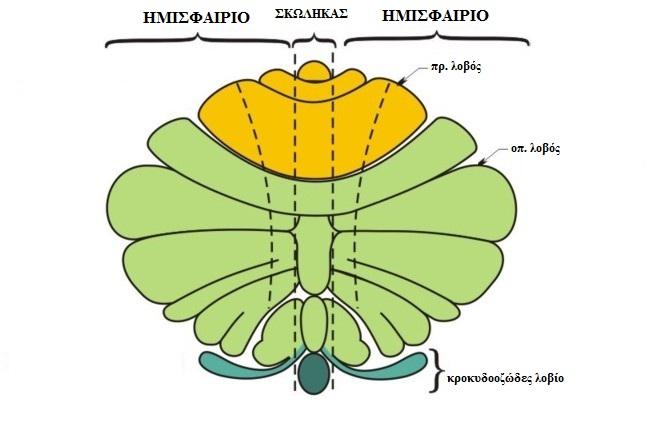 ΗΜΙΣΦΑΙΡΙΟ ΣΚΩΛΗΚΑΣ ΗΜΙΣΦΑΙΡΙΟ
πρ. λοβός
οπ. λοβός
κροκυδοοζώδες λοβίο